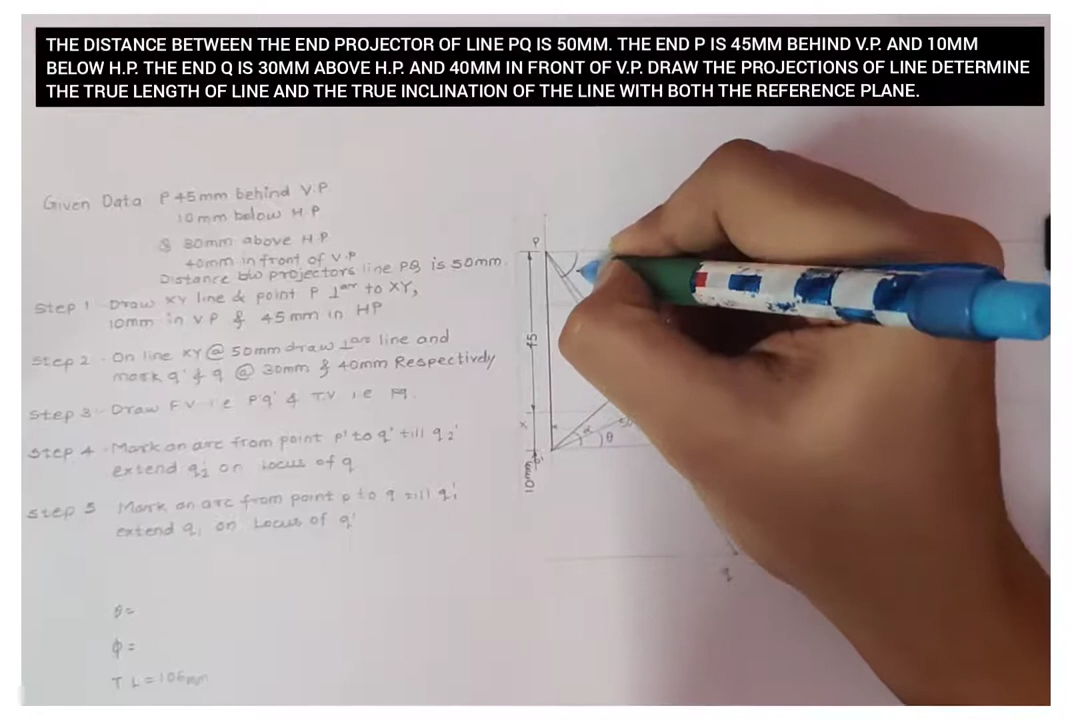 THE DISTANCE BETWEEN THE END PROJECTOR OF LINE PQ IS 50MM. THE END P IS 45MM BEHIND V.P. AND 10MM
BELOW H.P. THE END Q IS 30MM ABOVE H.P. AND 40MM IN FRONT OF V.P. DRAW THE PROJECTIONS OF LINE DETERMINE
THE TRUE LENGTH OF LINE AND THE TRUE INCLINATION OF THE LINE WITH BOTH THE REFERENCE PLANE.
Given Data P 45mm behind V.P
10mm below H.P
30mm above H.P
40mm in front of V.P
Distance b/w projectors line PQ is 50mm.
Step 1 - Draw XY line & point P ⊥ar to XY,
10mm in V.P & 45mm in HP
Step 2 - On line XY @ 50mm draw ⊥ar line and
mark q' & q @ 30mm & 40mm Respectively
Step 3 - Draw F.V i.e P'q' & T.V i.e
Step 4 - Mark an arc from point p' to q' till q2'
extend q2' on Locus of q
Step 5 Mark an arc from point p to q till q1'
extend q1 on Locus of q'
θ=
ϕ=
T L = 106mm
P
45
X
10mm
α
θ
q